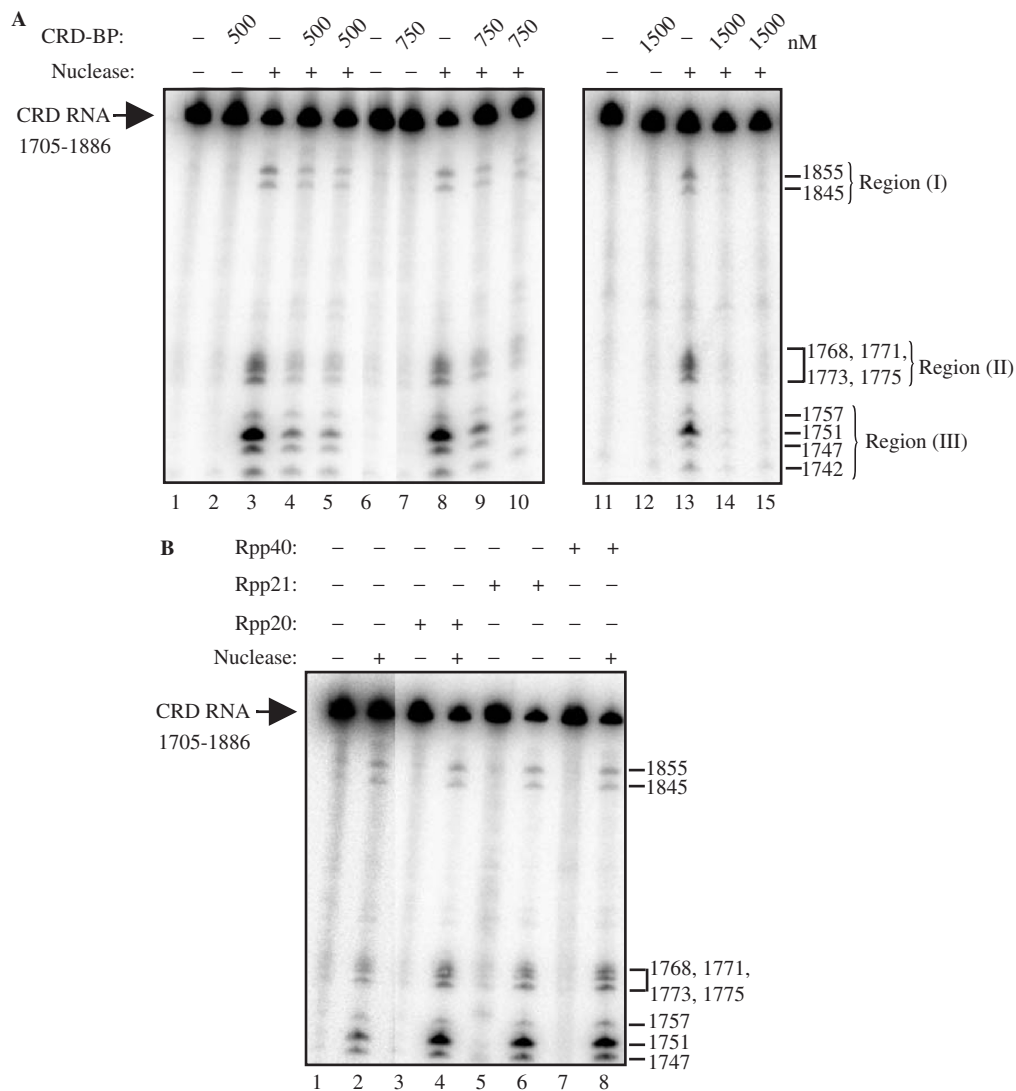 A
CRD-BP: – 500 – 500 500 – 750 – 750 750 – 1500 – 1500 1500 nM
Nuclease: – – + + + – – + + + – – + + +
CRD RNA
1705-1886
1855
1845
Region (I)
1768, 1771,
1773, 1775
Region (II)
1757
1751
1747
1742
Region (III)
1 2 3 4 5 6 7 8 9 10 11 12 13 14 15
B
Rpp40: – – – – – – + +
Rpp21: – – – – + + – –
Rpp20: – – + + – – – –
Nuclease: – + – + – + – +
CRD RNA
1705-1886
1855
1845
1768, 1771,
1773, 1775
1757
1751
1747
1 2 3 4 5 6 7 8